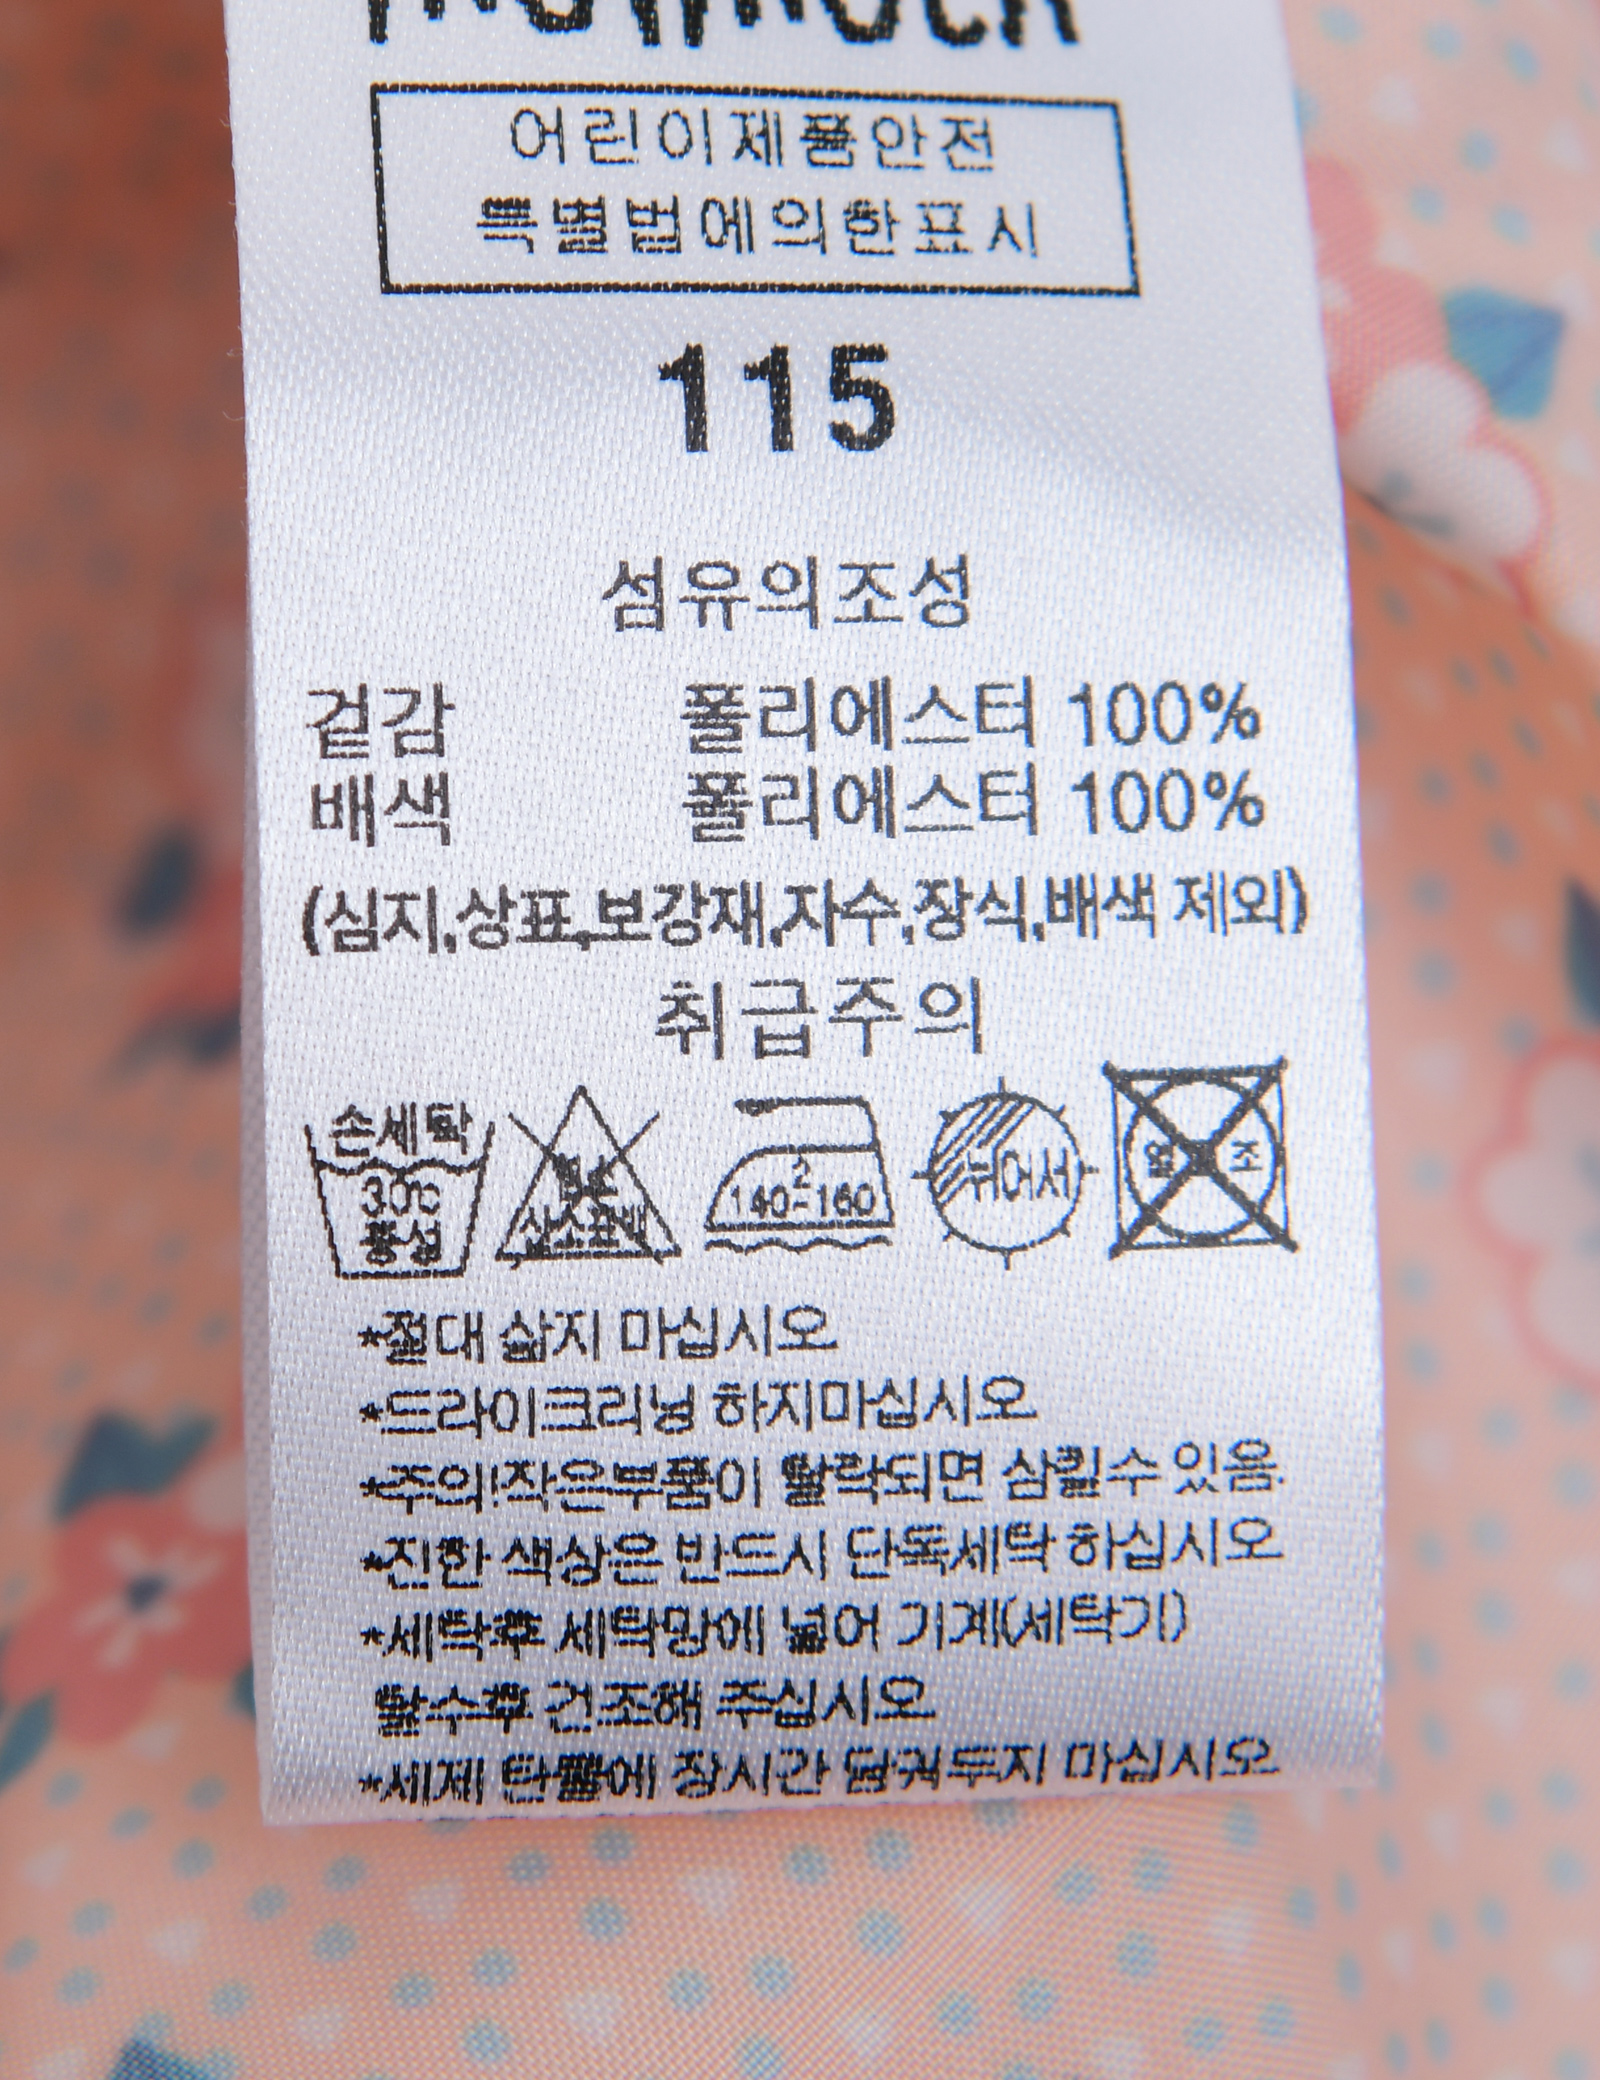 어린이제품안전
특별법에의한표시
115
섬유의조성
겉감 폴리에스터 100%
배색 폴리에스터 100%
(심지,상표,보강재,자수,장식,배색 제외)
취급주의
손세탁
30℃
중성
산소표백
2
140-160
뉘어서
*절대 삶지 마십시오
*드라이크리닝 하지마십시오
*주의!작은부품이 탈락되면 삼킬수 있음.
*진한 색상은 반드시 단독세탁 하십시오
*세탁후 세탁망에 넣어 기계(세탁기)
탈수후 건조해 주십시오
*세제 탄물에 장시간 담궈두지 마십시오